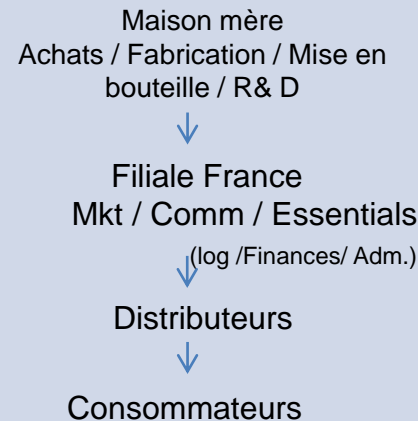 Maison mère
Achats / Fabrication / Mise en
bouteille / R& D
Filiale France
Mkt / Comm / Essentials
(log /Finances/ Adm.)
Distributeurs
Consommateurs